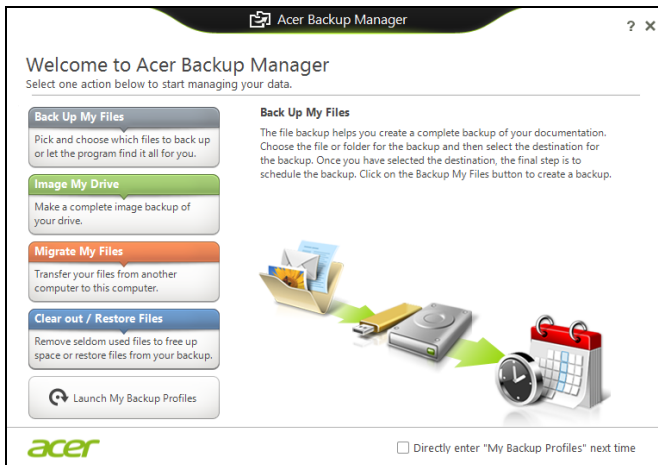 Acer Backup Manager
? X
Welcome to Acer Backup Manager
Select one action below to start managing your data.
Back Up My Files
Pick and choose which files to back up
or let the program find it all for you.
Image My Drive
Make a complete image backup of
your drive.
Migrate My Files
Transfer your files from another
computer to this computer.
Clear out / Restore Files
Remove seldom used files to free up
space or restore files from your backup.
Launch My Backup Profiles
Back Up My Files
The file backup helps you create a complete backup of your documentation.
Choose the file or folder for the backup and then select the destination for
the backup. Once you have selected the destination, the final step is to
schedule the backup. Click on the Backup My Files button to create a backup.
acer
Directly enter "My Backup Profiles" next time